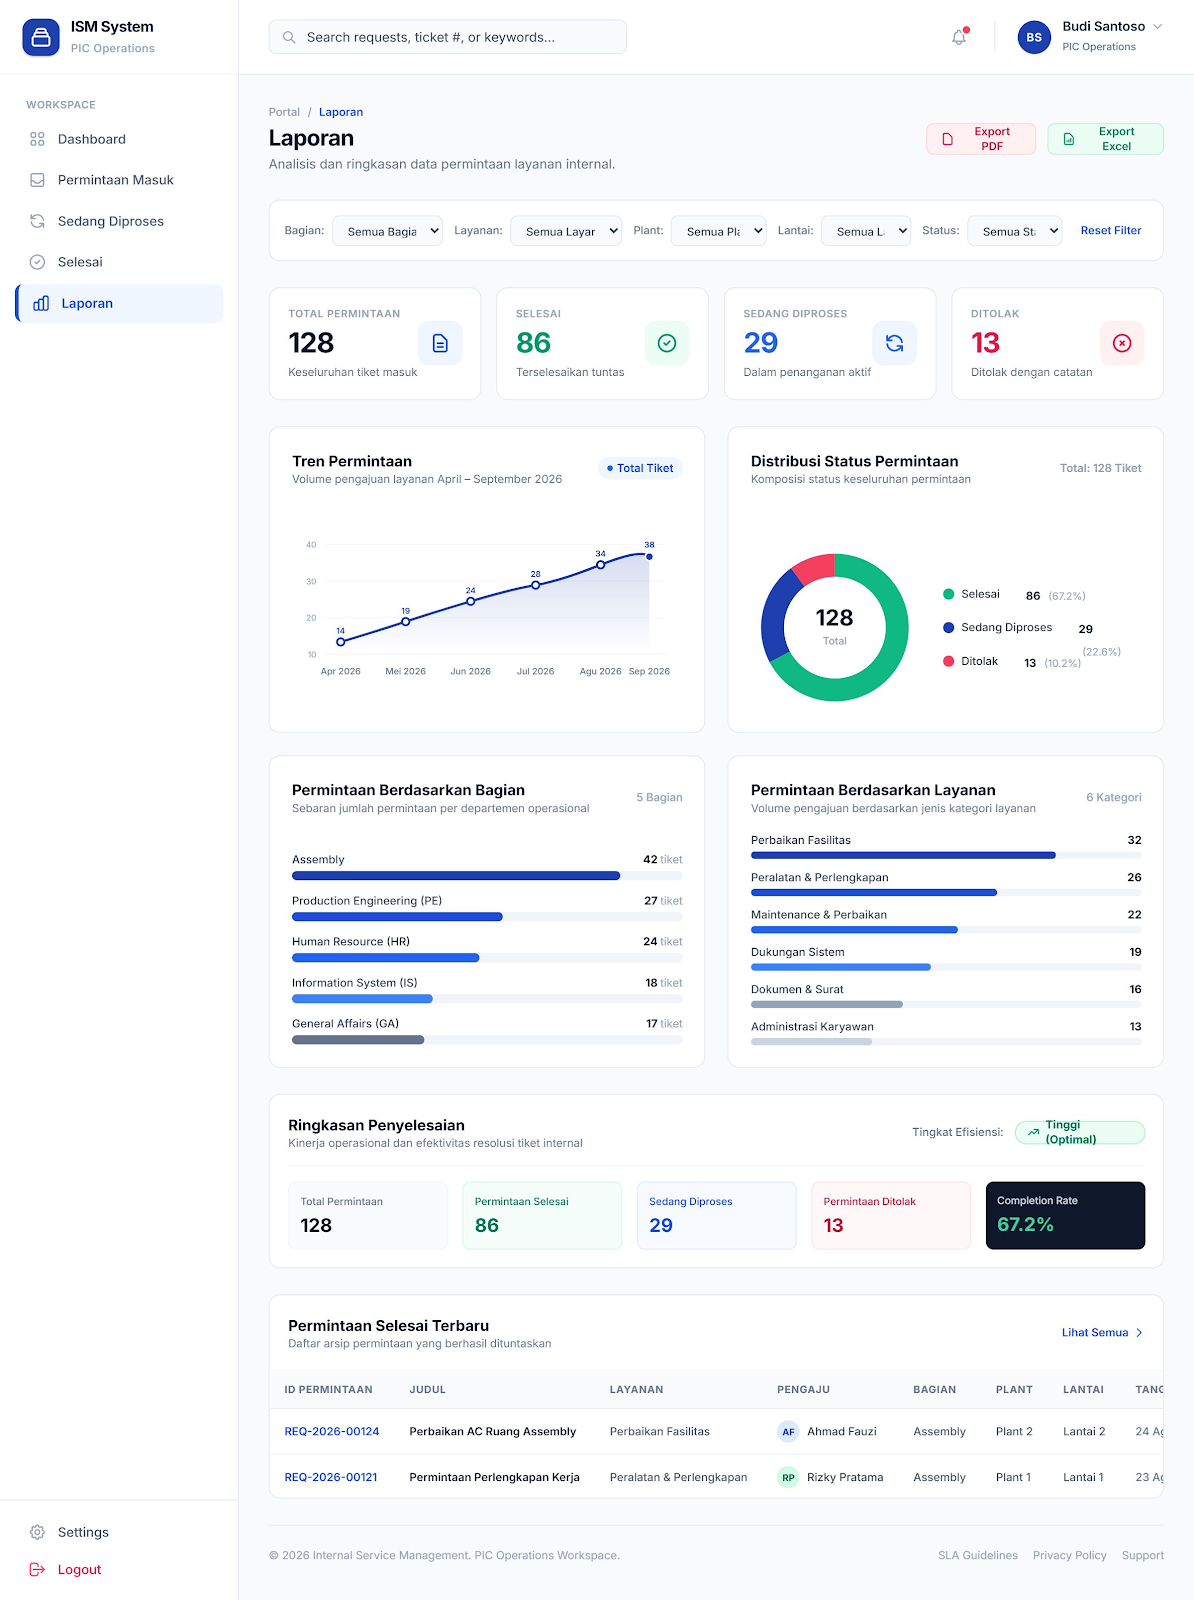 ISM System
PIC Operations
Search requests, ticket #, or keywords...
BS
Budi Santoso
PIC Operations
WORKSPACE
Dashboard
Permintaan Masuk
Sedang Diproses
Selesai
Laporan
Settings
Logout
Portal / Laporan
Laporan
Analisis dan ringkasan data permintaan layanan internal.
Export
PDF
Export
Excel
Bagian: Semua Bagia Layanan: Semua Layar Plant: Semua Pla Lantai: Semua L Status: Semua Sta Reset Filter
TOTAL PERMINTAAN
128
Keseluruhan tiket masuk
SELESAI
86
Terselesaikan tuntas
SEDANG DIPROSES
29
Dalam penanganan aktif
DITOLAK
13
Ditolak dengan catatan
Tren Permintaan
Volume pengajuan layanan April – September 2026
Total Tiket
40
30
20
10
14
19
24
28
34
38
Apr 2026 Mei 2026 Jun 2026 Jul 2026 Agu 2026 Sep 2026
Distribusi Status Permintaan
Komposisi status keseluruhan permintaan
Total: 128 Tiket
128
Total
Selesai 86 (67.2%)
Sedang Diproses 29
(22.6%)
Ditolak 13 (10.2%)
Permintaan Berdasarkan Bagian
Sebaran jumlah permintaan per departemen operasional
5 Bagian
Assembly 42 tiket
Production Engineering (PE) 27 tiket
Human Resource (HR) 24 tiket
Information System (IS) 18 tiket
General Affairs (GA) 17 tiket
Permintaan Berdasarkan Layanan
Volume pengajuan berdasarkan jenis kategori layanan
6 Kategori
Perbaikan Fasilitas 32
Peralatan & Perlengkapan 26
Maintenance & Perbaikan 22
Dukungan Sistem 19
Dokumen & Surat 16
Administrasi Karyawan 13
Ringkasan Penyelesaian
Kinerja operasional dan efektivitas resolusi tiket internal
Tingkat Efisiensi:
Tinggi
(Optimal)
Total Permintaan
128
Permintaan Selesai
86
Sedang Diproses
29
Permintaan Ditolak
13
Completion Rate
67.2%
Permintaan Selesai Terbaru
Daftar arsip permintaan yang berhasil dituntaskan
Lihat Semua
ID PERMINTAAN JUDUL LAYANAN PENGAJU BAGIAN PLANT LANTAI TANG
REQ-2026-00124 Perbaikan AC Ruang Assembly Perbaikan Fasilitas AF Ahmad Fauzi Assembly Plant 2 Lantai 2 24 Ag
REQ-2026-00121 Permintaan Perlengkapan Kerja Peralatan & Perlengkapan RP Rizky Pratama Assembly Plant 1 Lantai 1 23 Ag
© 2026 Internal Service Management. PIC Operations Workspace.
SLA Guidelines Privacy Policy Support